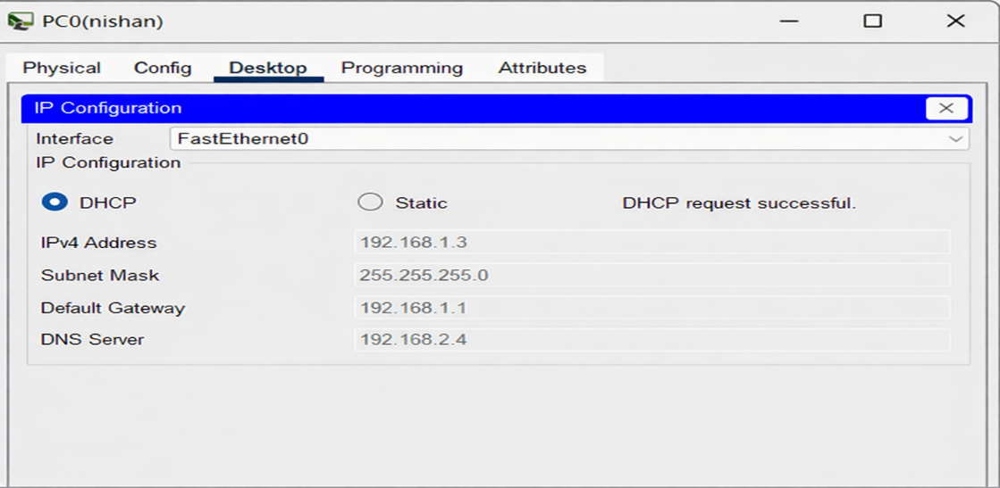 PC0(nishan)
Physical Config Desktop Programming Attributes
IP Configuration
Interface FastEthernet0
IP Configuration
DHCP Static DHCP request successful.
IPv4 Address 192.168.1.3
Subnet Mask 255.255.255.0
Default Gateway 192.168.1.1
DNS Server 192.168.2.4